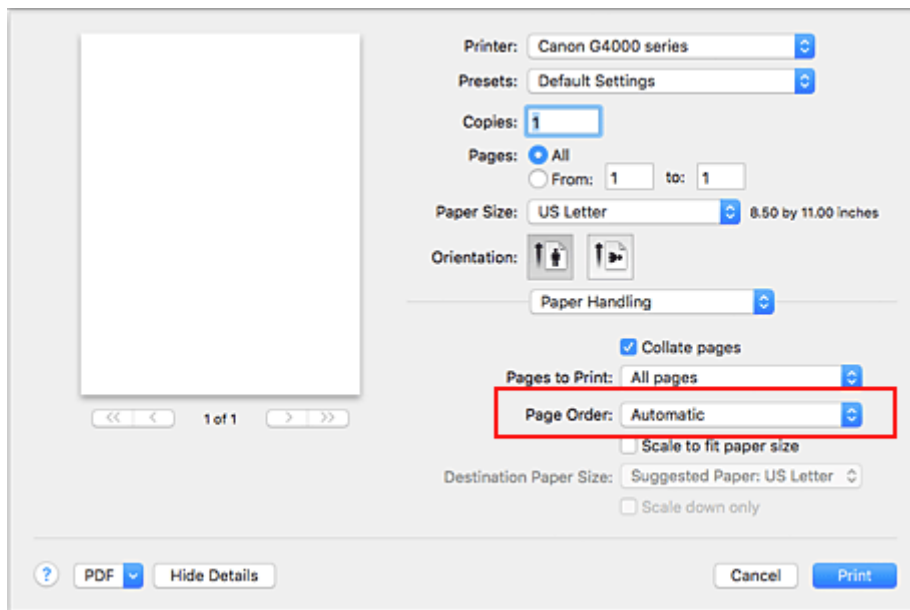 Printer: Canon G4000 series
Presets: Default Settings
Copies: 1
Pages: All
From: 1 to: 1
Paper Size: US Letter 8.50 by 11.00 inches
Orientation:
Paper Handling
Collate pages
Pages to Print: All pages
Page Order: Automatic
Scale to fit paper size
Destination Paper Size: Suggested Paper: US Letter
Scale down only
<< < 1 of 1 > >>
? PDF Hide Details Cancel Print